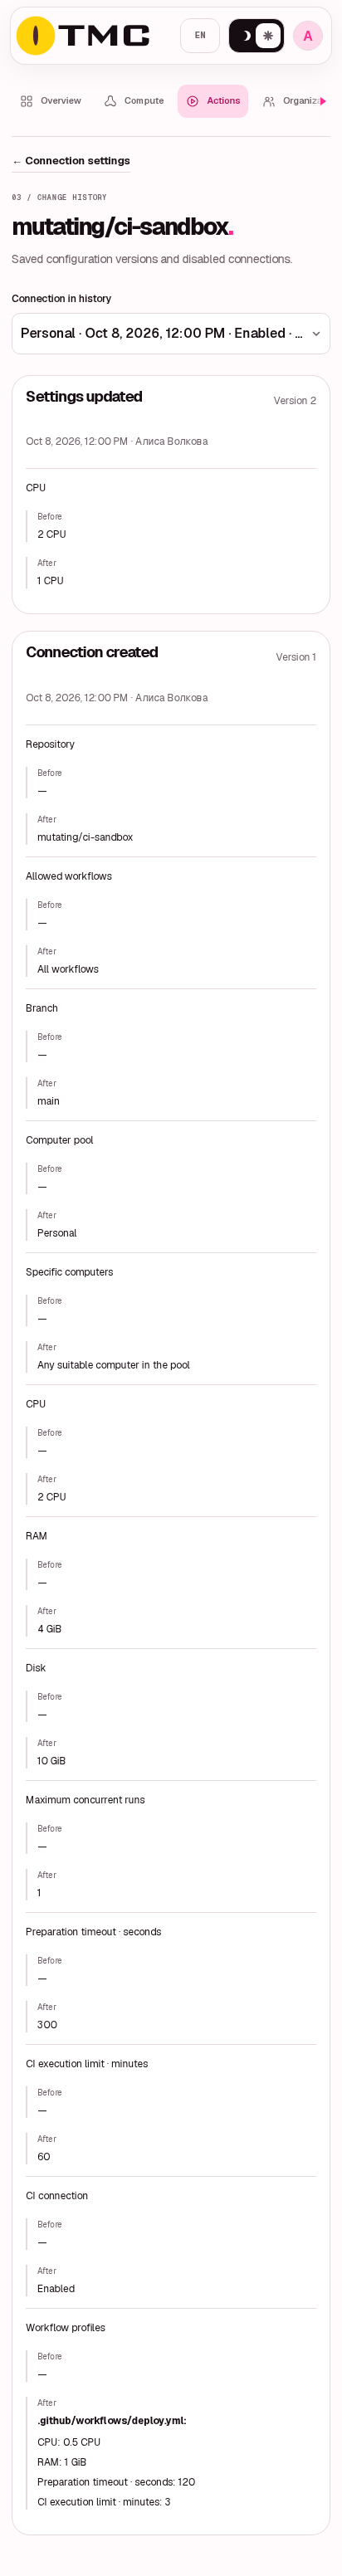 TMC
EN
A
Overview
Compute
Actions
← Connection settings
03 / CHANGE HISTORY
mutating/ci-sandbox.
Saved configuration versions and disabled connections.
Connection in history
Personal · Oct 8, 2026, 12:00 PM · Enabled · ...
Settings updated
Version 2
Oct 8, 2026, 12:00 PM · Алиса Волкова
CPU
Before
2 CPU
After
1 CPU
Connection created
Version 1
Oct 8, 2026, 12:00 PM · Алиса Волкова
Repository
Before
—
After
mutating/ci-sandbox
Allowed workflows
Before
—
After
All workflows
Branch
Before
—
After
main
Computer pool
Before
—
After
Personal
Specific computers
Before
—
After
Any suitable computer in the pool
CPU
Before
—
After
2 CPU
RAM
Before
—
After
4 GiB
Disk
Before
—
After
10 GiB
Maximum concurrent runs
Before
—
After
1
Preparation timeout · seconds
Before
—
After
300
CI execution limit · minutes
Before
—
After
60
CI connection
Before
—
After
Enabled
Workflow profiles
Before
—
After
.github/workflows/deploy.yml:
CPU: 0.5 CPU
RAM: 1 GiB
Preparation timeout · seconds: 120
CI execution limit · minutes: 3